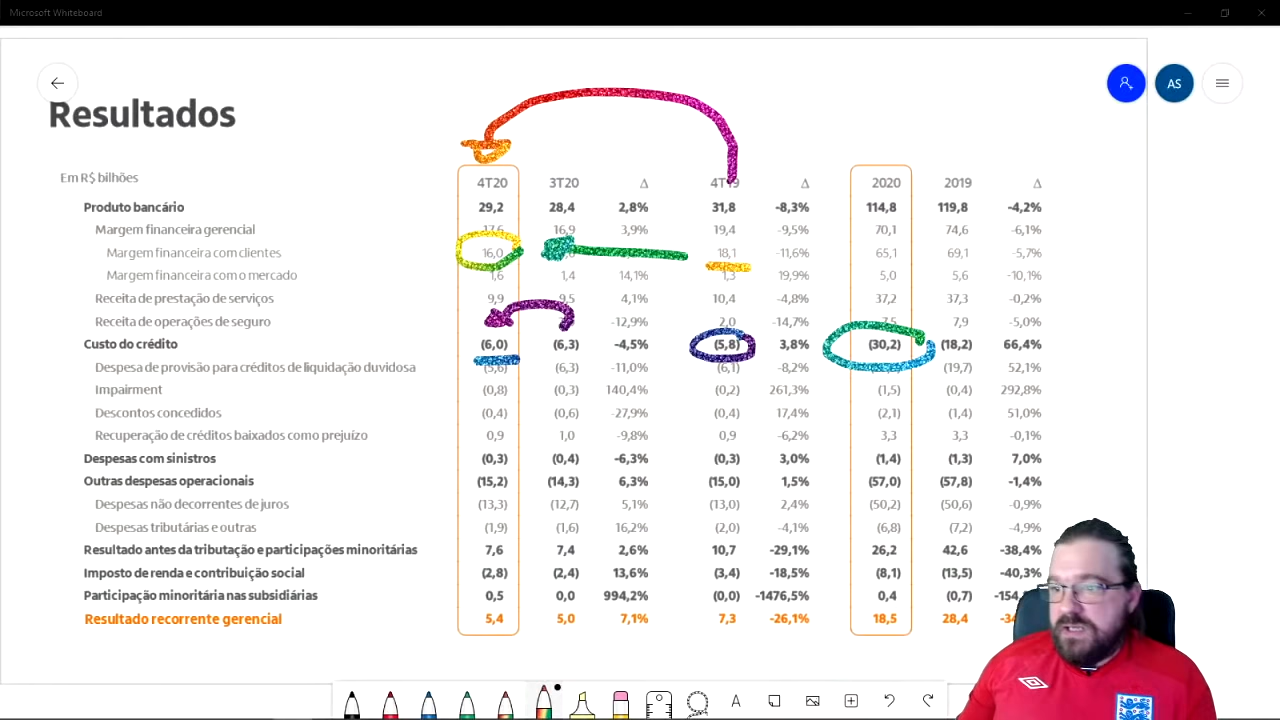 Microsoft Whiteboard
AS
Resultados
Em R$ bilhões 4T20 3T20 Δ 4T19 Δ 2020 2019 Δ
Produto bancário 29,2 28,4 2,8% 31,8 -8,3% 114,8 119,8 -4,2%
Margem financeira gerencial 17,6 16,9 3,9% 19,4 -9,5% 70,1 74,6 -6,1%
Margem financeira com clientes 16,0 18,1 -11,6% 65,1 69,1 -5,7%
Margem financeira com o mercado 1,6 1,4 14,1% 1,3 19,9% 5,0 5,6 -10,1%
Receita de prestação de serviços 9,9 9,5 4,1% 10,4 -4,8% 37,2 37,3 -0,2%
Receita de operações de seguro -12,9% 2,0 -14,7% 7,5 7,9 -5,0%
Custo do crédito (6,0) (6,3) -4,5% (5,8) 3,8% (30,2) (18,2) 66,4%
Despesa de provisão para créditos de liquidação duvidosa (5,6) (6,3) -11,0% (6,1) -8,2% (19,7) 52,1%
Impairment (0,8) (0,3) 140,4% (0,2) 261,3% (1,5) (0,4) 292,8%
Descontos concedidos (0,4) (0,6) -27,9% (0,4) 17,4% (2,1) (1,4) 51,0%
Recuperação de créditos baixados como prejuízo 0,9 1,0 -9,8% 0,9 -6,2% 3,3 3,3 -0,1%
Despesas com sinistros (0,3) (0,4) -6,3% (0,3) 3,0% (1,4) (1,3) 7,0%
Outras despesas operacionais (15,2) (14,3) 6,3% (15,0) 1,5% (57,0) (57,8) -1,4%
Despesas não decorrentes de juros (13,3) (12,7) 5,1% (13,0) 2,4% (50,2) (50,6) -0,9%
Despesas tributárias e outras (1,9) (1,6) 16,2% (2,0) -4,1% (6,8) (7,2) -4,9%
Resultado antes da tributação e participações minoritárias 7,6 7,4 2,6% 10,7 -29,1% 26,2 42,6 -38,4%
Imposto de renda e contribuição social (2,8) (2,4) 13,6% (3,4) -18,5% (8,1) (13,5) -40,3%
Participação minoritária nas subsidiárias 0,5 0,0 994,2% (0,0) -1476,5% 0,4 (0,7)
Resultado recorrente gerencial 5,4 5,0 7,1% 7,3 -26,1% 18,5 28,4
A